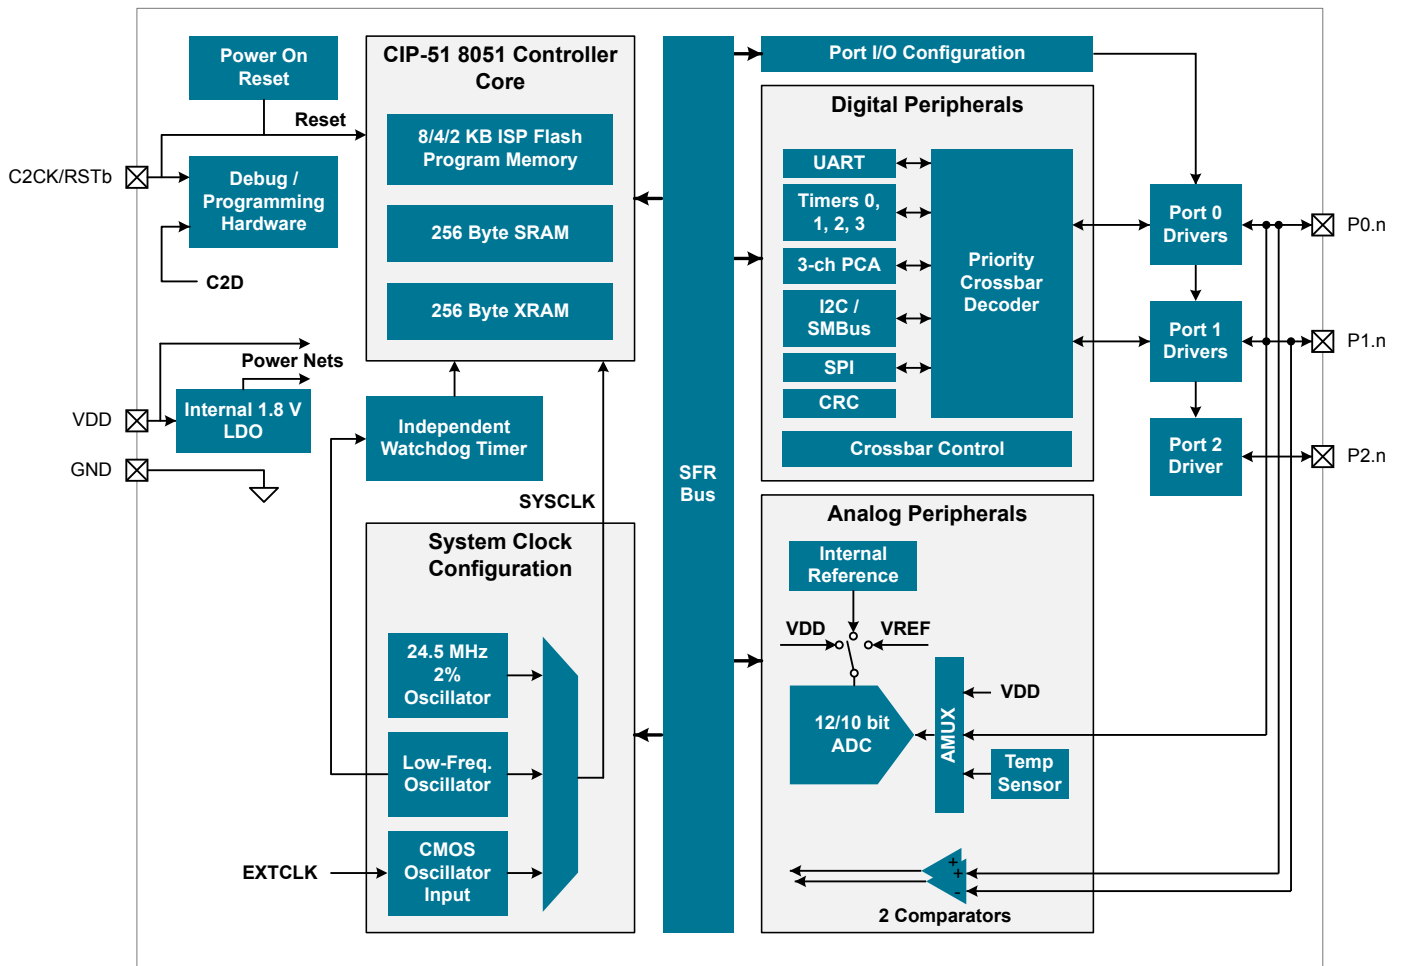 Power On
Reset
Reset
C2CK/RSTb
Debug /
Programming
Hardware
C2D
Power Nets
VDD
Internal 1.8 V
LDO
GND
CIP-51 8051 Controller
Core
8/4/2 KB ISP Flash
Program Memory
256 Byte SRAM
256 Byte XRAM
Independent
Watchdog Timer
SYSCLK
System Clock
Configuration
24.5 MHz
2%
Oscillator
Low-Freq.
Oscillator
EXTCLK
CMOS
Oscillator
Input
SFR
Bus
Port I/O Configuration
Digital Peripherals
UART
Timers 0,
1, 2, 3
3-ch PCA
I2C /
SMBus
SPI
CRC
Priority
Crossbar
Decoder
Crossbar Control
Port 0
Drivers
P0.n
Port 1
Drivers
P1.n
Port 2
Driver
P2.n
Analog Peripherals
Internal
Reference
VDD
VREF
12/10 bit
ADC
AMUX
VDD
Temp
Sensor
+
+
-
2 Comparators